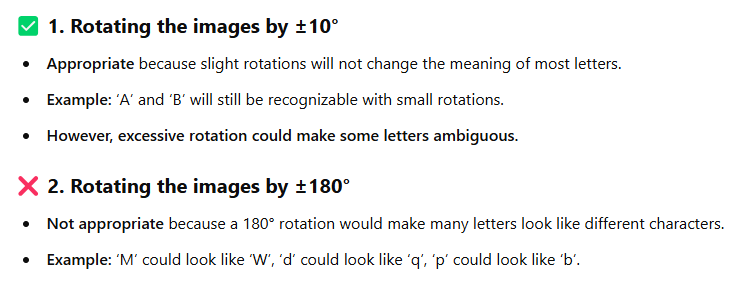 ✅ 1. Rotating the images by ±10°
• Appropriate because slight rotations will not change the meaning of most letters.
• Example: ‘A’ and ‘B’ will still be recognizable with small rotations.
• However, excessive rotation could make some letters ambiguous.
❌ 2. Rotating the images by ±180°
• Not appropriate because a 180° rotation would make many letters look like different characters.
• Example: ‘M’ could look like ‘W’, ‘d’ could look like ‘q’, ‘p’ could look like ‘b’.